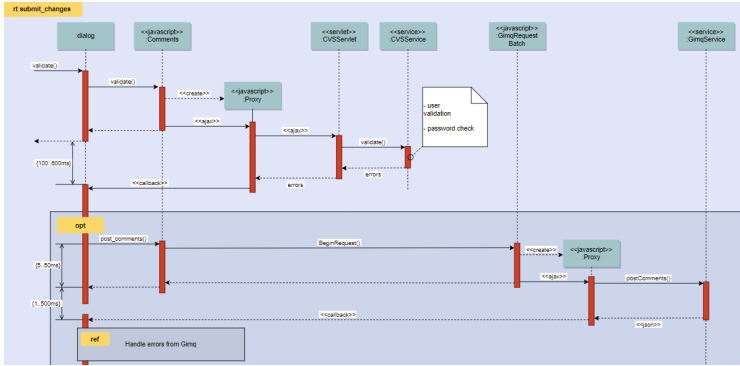 rt submit_changes
:dialog
<<javascript>>
:Comments
<<servlet>>
:CVSServlet
<<service>>
:CVSService
<<javascript>>
:GimqRequest
Batch
<<service>>
:GimqService
validate()
validate()
<<create>>
<<javascript>>
:Proxy
- user
validation
- password check
<<ajax>>
<<ajax>>
validate()
{100..600ms}
errors
errors
<<callback>>
opt
post_comments()
BeginRequest()
<<create>>
<<javascript>>
:Proxy
{5..50ms}
<<ajax>>
postComments()
{1..500ms}
<<callback>>
<<json>>
ref
Handle errors from Gimq